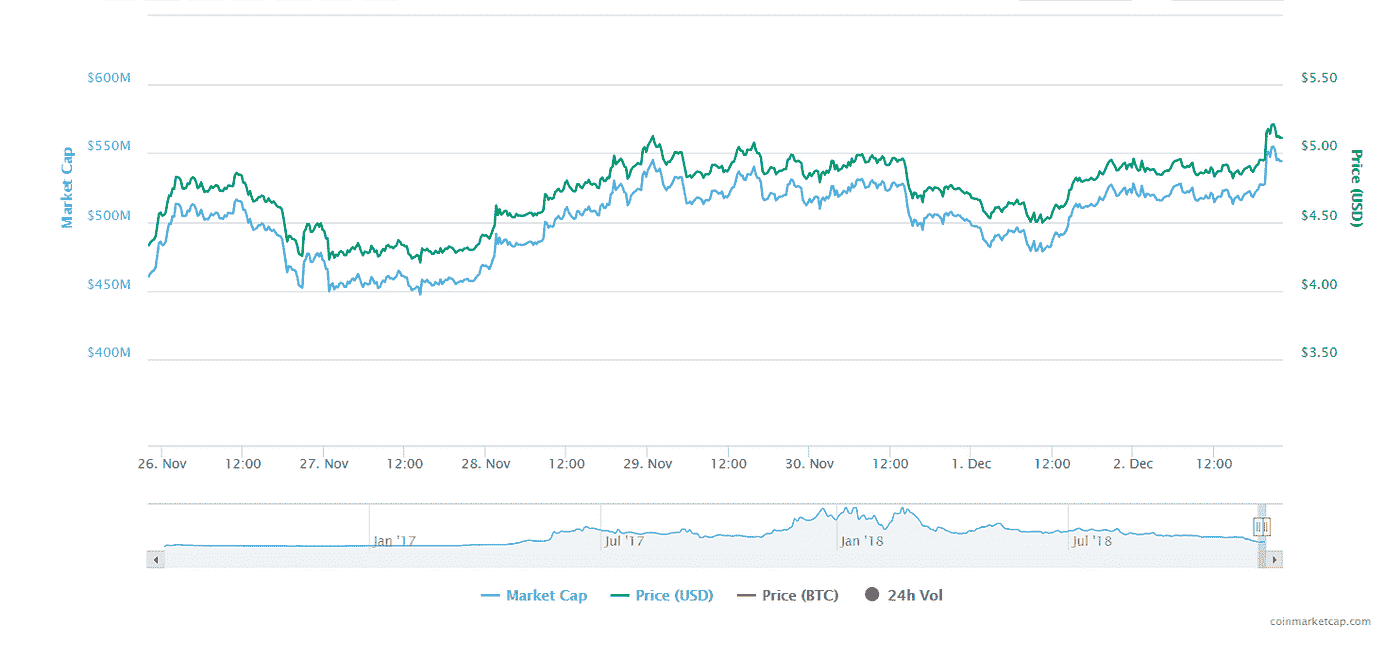 $600M
$5.50
$550M
$5.00
Market Cap
Price (USD)
$500M
$4.50
$450M
$4.00
$400M
$3.50
26. Nov 12:00 27. Nov 12:00 28. Nov 12:00 29. Nov 12:00 30. Nov 12:00 1. Dec 12:00 2. Dec 12:00
Jan '17 Jul '17 Jan '18 Jul '18
Market Cap Price (USD) Price (BTC) 24h Vol
coinmarketcap.com